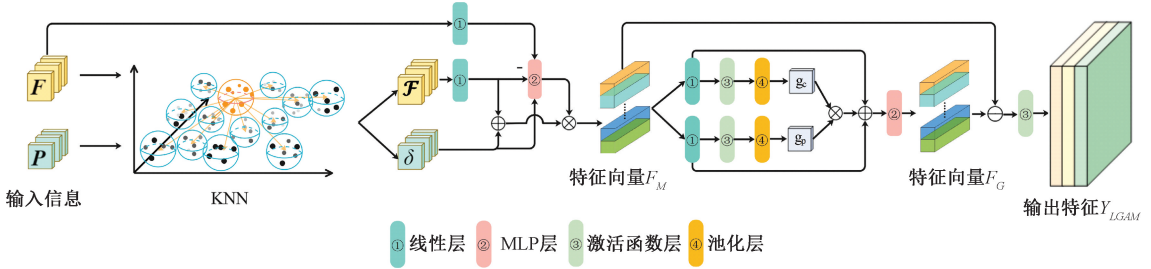 ①
F
P
输入信息
KNN
𝓕
①
δ
−
②
特征向量F_M
①
③
④
g_c
①
③
④
g_p
②
特征向量F_G
③
输出特征Y_LGAM
① 线性层 ② MLP层 ③ 激活函数层 ④ 池化层